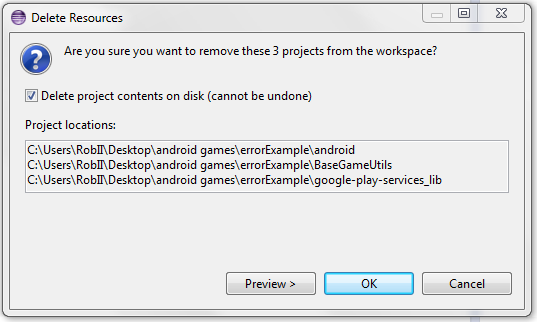 Delete Resources
Are you sure you want to remove these 3 projects from the workspace?
Delete project contents on disk (cannot be undone)
Project locations:
C:\Users\RobII\Desktop\android games\errorExample\android
C:\Users\RobII\Desktop\android games\errorExample\BaseGameUtils
C:\Users\RobII\Desktop\android games\errorExample\google-play-services_lib
Preview > OK Cancel